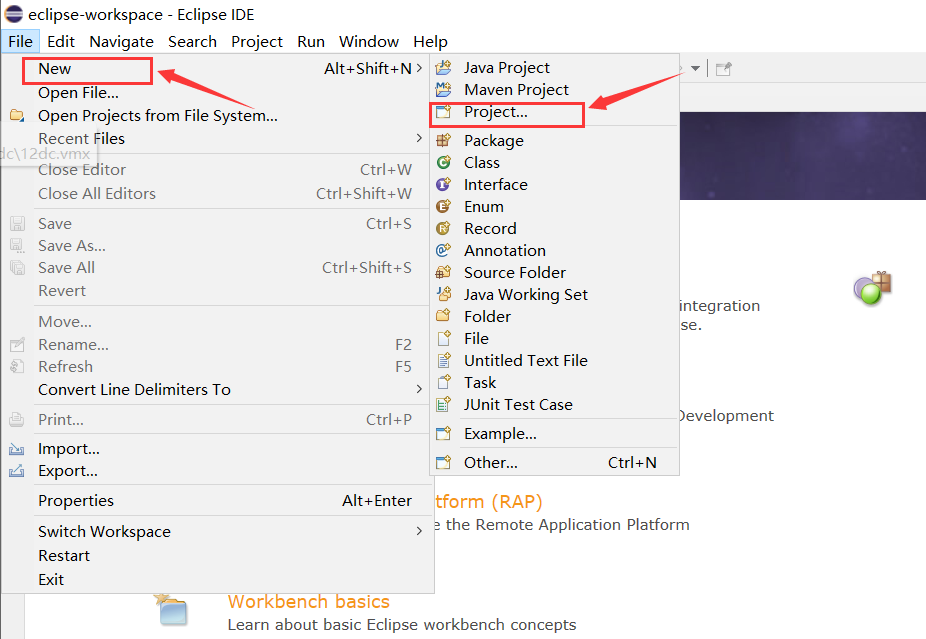 eclipse-workspace - Eclipse IDE
File Edit Navigate Search Project Run Window Help
New Alt+Shift+N >
Open File...
Open Projects from File System...
Recent Files >
dc\12dc.vmx
Close Editor Ctrl+W
Close All Editors Ctrl+Shift+W
Save Ctrl+S
Save As...
Save All Ctrl+Shift+S
Revert
Move...
Rename... F2
Refresh F5
Convert Line Delimiters To >
Print... Ctrl+P
Import...
Export...
Properties Alt+Enter
Switch Workspace >
Restart
Exit
Java Project
Maven Project
Project...
Package
Class
Interface
Enum
Record
Annotation
Source Folder
Java Working Set
Folder
File
Untitled Text File
Task
JUnit Test Case
Example...
Other... Ctrl+N
integration
se.
Development
tform (RAP)
e the Remote Application Platform
Workbench basics
Learn about basic Eclipse workbench concepts